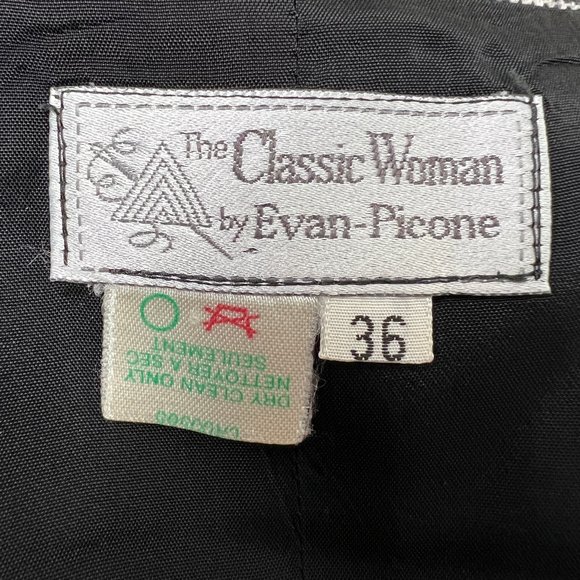 The Classic Woman
by Evan-Picone
36
DRY CLEAN ONLY
NETTOYER A SEC
SEULEMENT